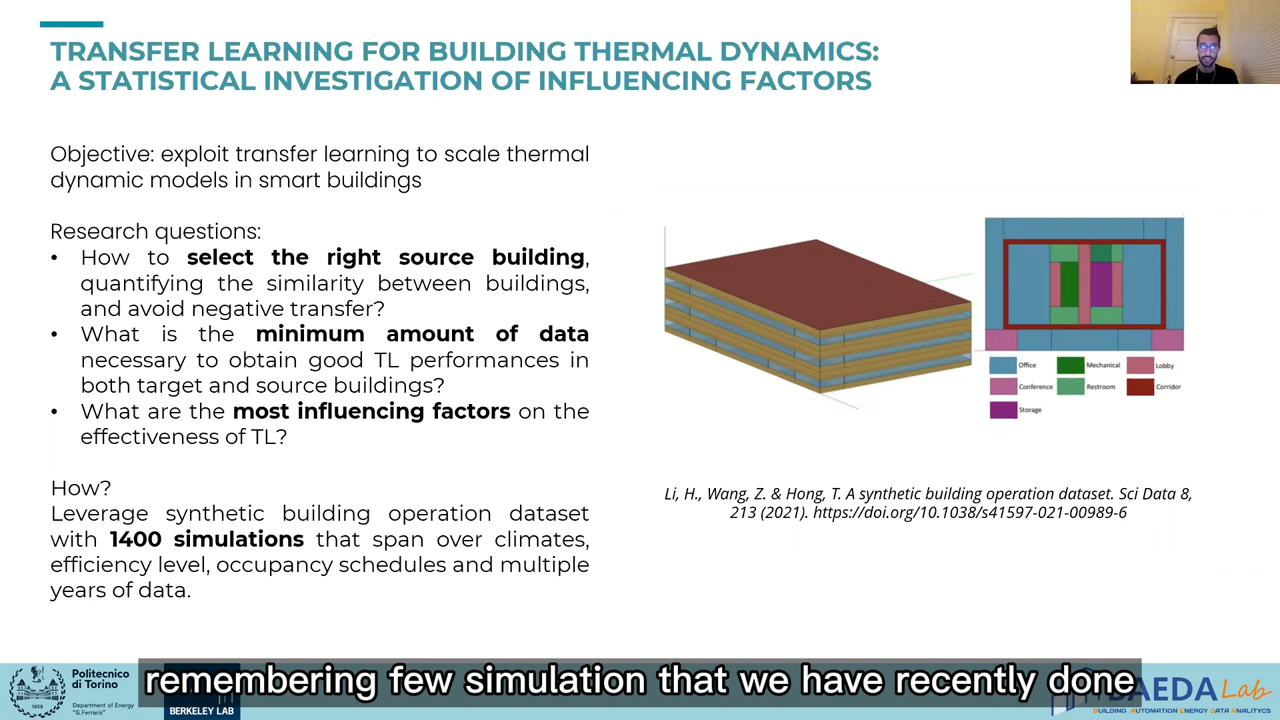 TRANSFER LEARNING FOR BUILDING THERMAL DYNAMICS:
A STATISTICAL INVESTIGATION OF INFLUENCING FACTORS
Objective: exploit transfer learning to scale thermal
dynamic models in smart buildings
Research questions:
• How to select the right source building,
quantifying the similarity between buildings,
and avoid negative transfer?
• What is the minimum amount of data
necessary to obtain good TL performances in
both target and source buildings?
• What are the most influencing factors on the
effectiveness of TL?
How?
Leverage synthetic building operation dataset
with 1400 simulations that span over climates,
efficiency level, occupancy schedules and multiple
years of data.
Office
Mechanical
Lobby
Conference
Restroom
Corridor
Storage
Li, H., Wang, Z. & Hong, T. A synthetic building operation dataset. Sci Data 8,
213 (2021). https://doi.org/10.1038/s41597-021-00989-6
remembering few simulation that we have recently done
1859
Politecnico
di Torino
Department of Energy
"G.Ferraris"
BERKELEY LAB
BAEDA Lab
BUILDING AUTOMATION ENERGY DATA ANALITYCS